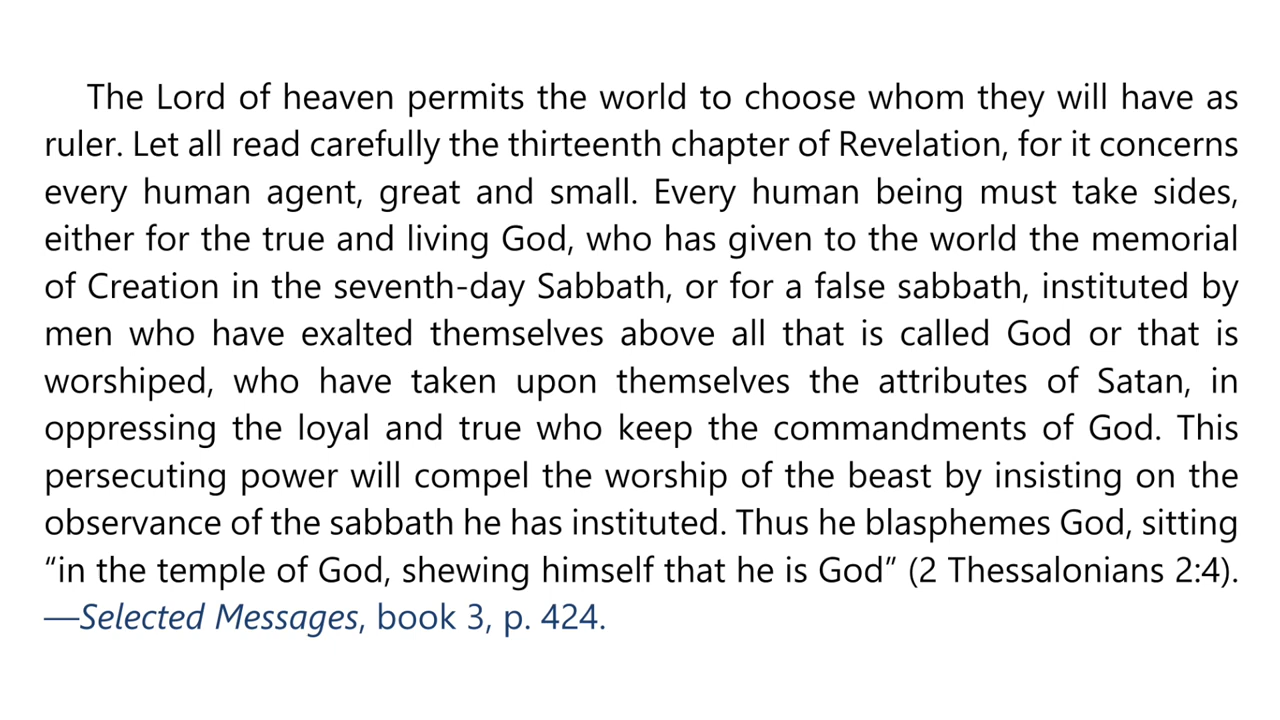 The Lord of heaven permits the world to choose whom they will have as
ruler. Let all read carefully the thirteenth chapter of Revelation, for it concerns
every human agent, great and small. Every human being must take sides,
either for the true and living God, who has given to the world the memorial
of Creation in the seventh-day Sabbath, or for a false sabbath, instituted by
men who have exalted themselves above all that is called God or that is
worshiped, who have taken upon themselves the attributes of Satan, in
oppressing the loyal and true who keep the commandments of God. This
persecuting power will compel the worship of the beast by insisting on the
observance of the sabbath he has instituted. Thus he blasphemes God, sitting
“in the temple of God, shewing himself that he is God” (2 Thessalonians 2:4).
—Selected Messages, book 3, p. 424.